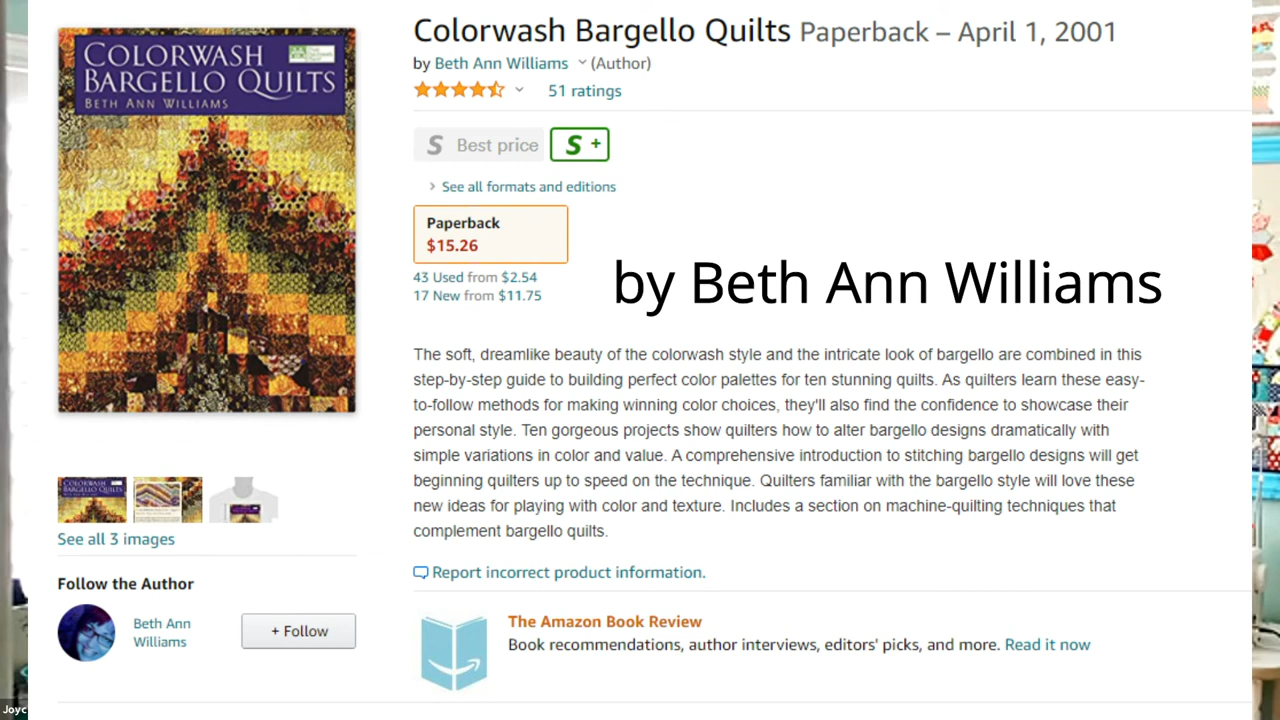 COLORWASH
BARGELLO QUILTS
BETH ANN WILLIAMS
Colorwash Bargello Quilts Paperback – April 1, 2001
by Beth Ann Williams (Author)
51 ratings
S Best price
S +
See all formats and editions
Paperback
$15.26
43 Used from $2.54
17 New from $11.75
by Beth Ann Williams
The soft, dreamlike beauty of the colorwash style and the intricate look of bargello are combined in this
step-by-step guide to building perfect color palettes for ten stunning quilts. As quilters learn these easy-
to-follow methods for making winning color choices, they'll also find the confidence to showcase their
personal style. Ten gorgeous projects show quilters how to alter bargello designs dramatically with
simple variations in color and value. A comprehensive introduction to stitching bargello designs will get
beginning quilters up to speed on the technique. Quilters familiar with the bargello style will love these
new ideas for playing with color and texture. Includes a section on machine-quilting techniques that
complement bargello quilts.
COLORWASH
BARGELLO QUILTS
See all 3 images
Report incorrect product information.
Follow the Author
Beth Ann
Williams
+ Follow
The Amazon Book Review
Book recommendations, author interviews, editors' picks, and more. Read it now
Joyc